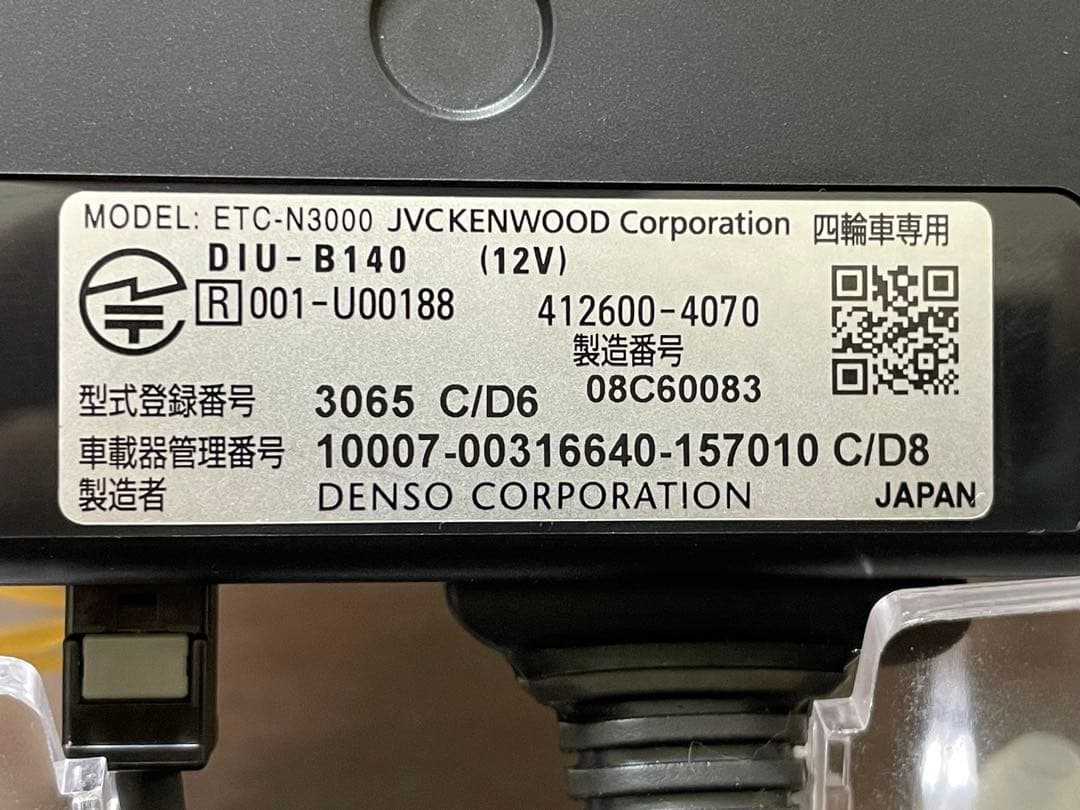 MODEL: ETC-N3000 JVCKENWOOD Corporation 四輪車専用
DIU-B140 (12V)
R 001-U00188 412600-4070
製造番号
08C60083
型式登録番号 3065 C/D6
車載器管理番号 10007-00316640-157010 C/D8
製造者 DENSO CORPORATION JAPAN